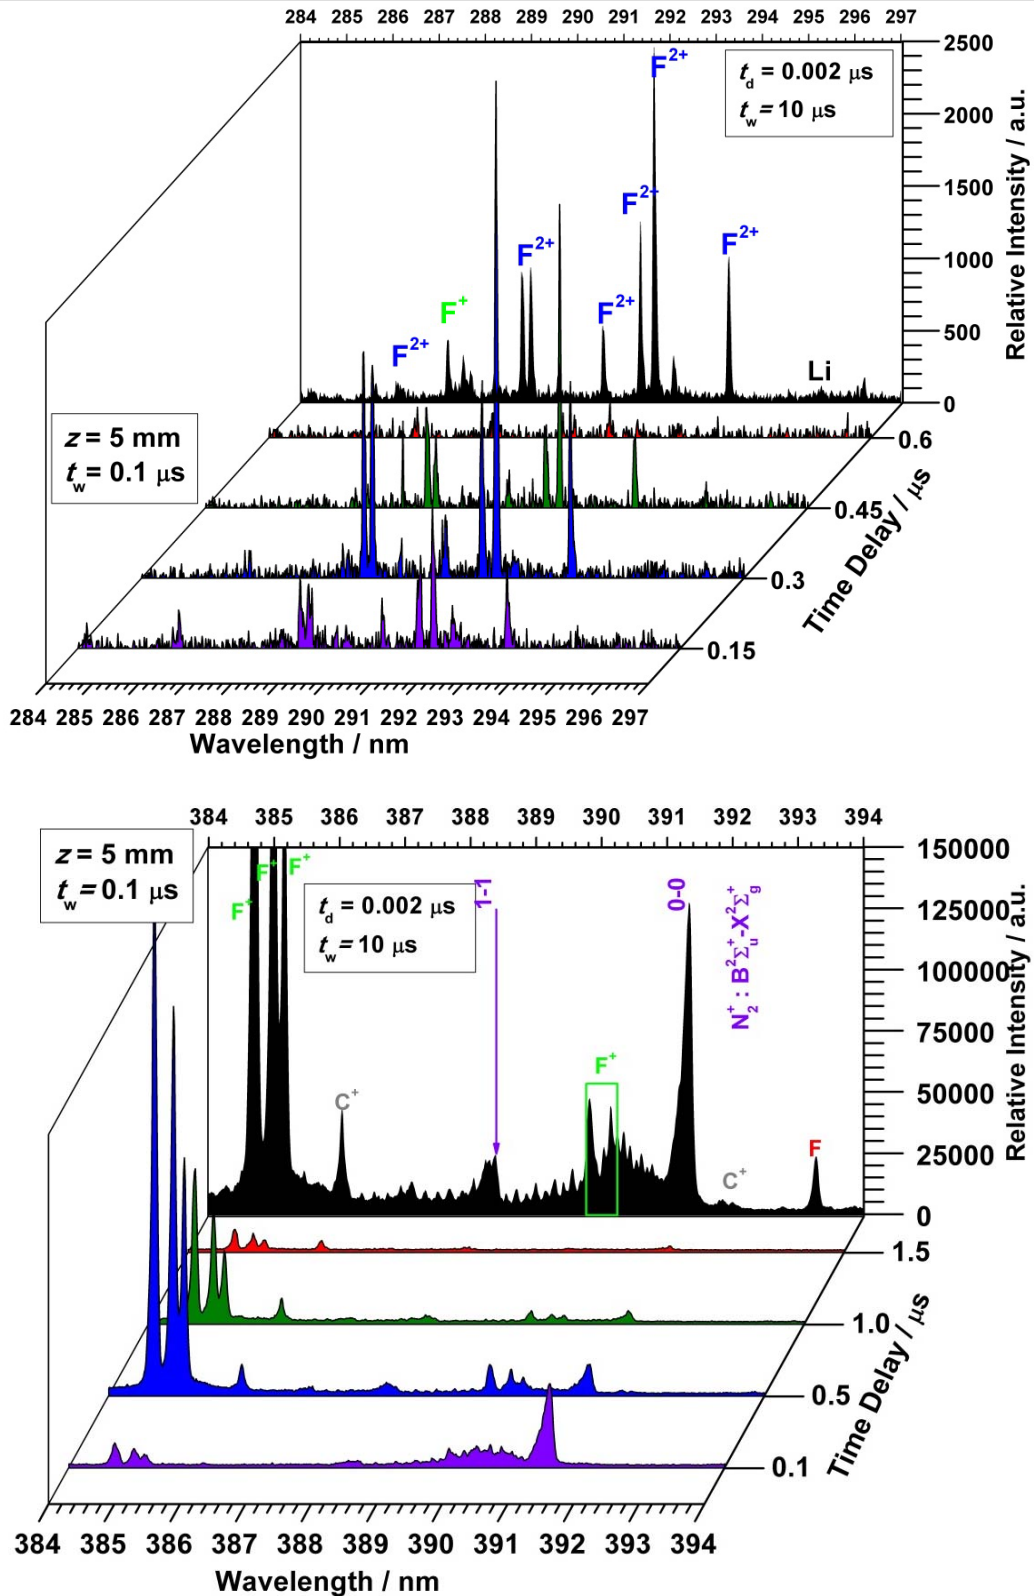 284 285 286 287 288 289 290 291 292 293 294 295 296 297
2500
2000
1500
1000
500
0
Relative Intensity / a.u.
t_d = 0.002 μs
t_w = 10 μs
F²⁺
F²⁺
F²⁺
F²⁺
F²⁺
F⁺
F²⁺
Li
z = 5 mm
t_w = 0.1 μs
0.6
0.45
0.3
0.15
Time Delay / μs
284 285 286 287 288 289 290 291 292 293 294 295 296 297
Wavelength / nm
384 385 386 387 388 389 390 391 392 393 394
z = 5 mm
t_w = 0.1 μs
150000
125000
100000
75000
50000
25000
0
Relative Intensity / a.u.
F⁺
F⁺
F⁺
t_d = 0.002 μs
t_w = 10 μs
1-1
0-0
N₂⁺ : B²Σᵤ⁺-X²Σg⁺
C⁺
F⁺
F
C⁺
1.5
1.0
0.5
0.1
Time Delay / μs
384 385 386 387 388 389 390 391 392 393 394
Wavelength / nm